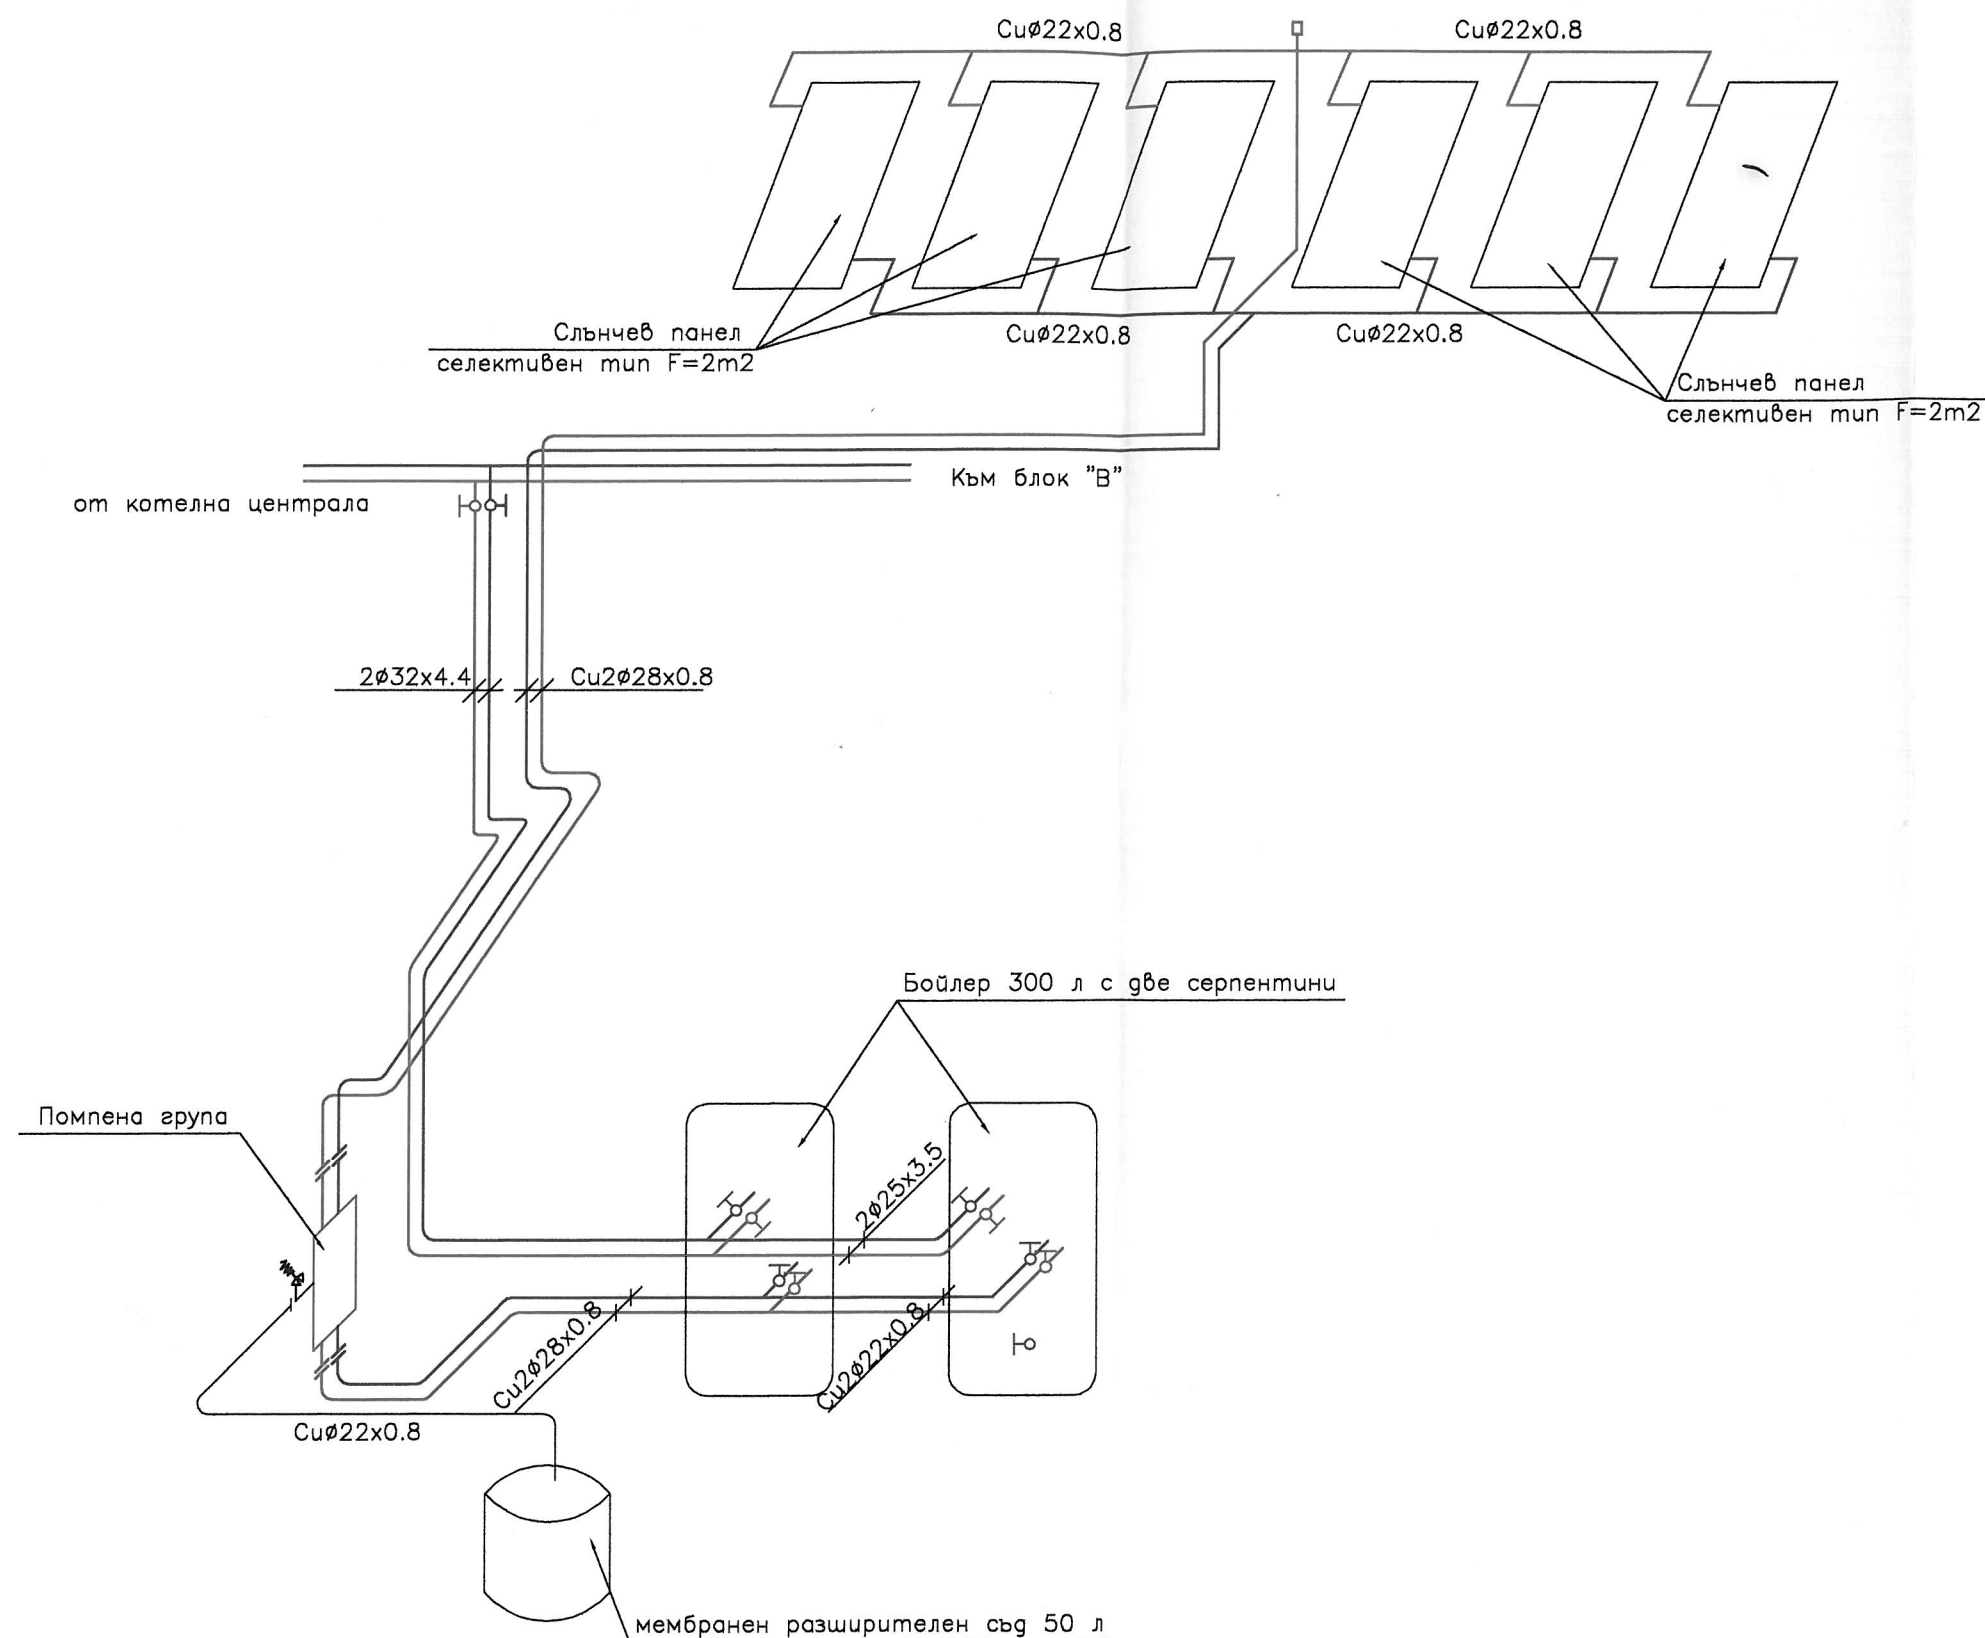 Cuø22x0.8
Cuø22x0.8
Слънчев панел
селективен тип F=2m2
Cuø22x0.8
Cuø22x0.8
Слънчев панел
селективен тип F=2m2
Към блок "В"
от котелна централа
2ø32x4.4
Cu2ø28x0.8
Бойлер 300 л с две серпентини
Помпена група
2ø25x3.5
Cu2ø28x0.8
Cu2ø22x0.8
Cuø22x0.8
мембранен разширителен съд 50 л